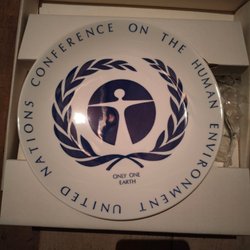 UNITED NATIONS CONFERENCE ON THE HUMAN ENVIRONMENT
ONLY ONE
EARTH